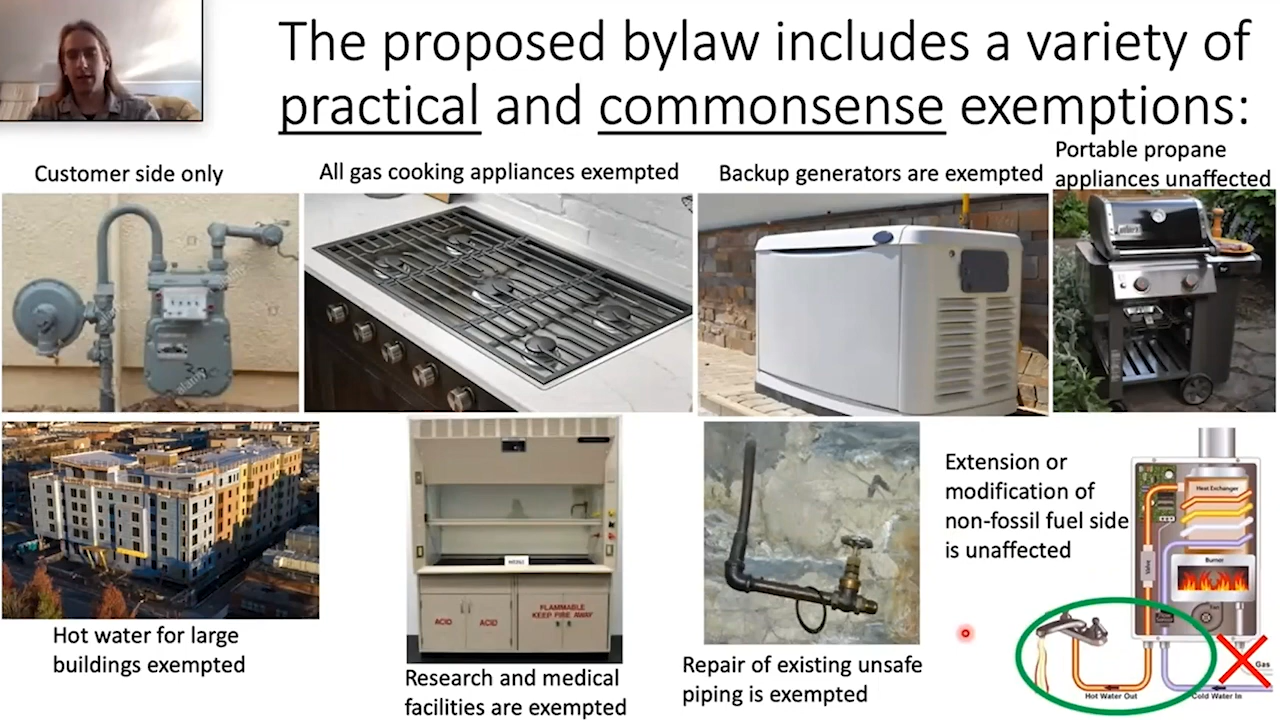 The proposed bylaw includes a variety of
practical and commonsense exemptions:
Customer side only
All gas cooking appliances exempted
Backup generators are exempted
Portable propane
appliances unaffected
alamy
Hot water for large
buildings exempted
ACID
ACID
FLAMMABLE
KEEP FIRE AWAY
Research and medical
facilities are exempted
Repair of existing unsafe
piping is exempted
Extension or
modification of
non-fossil fuel side
is unaffected
Heat Exchanger
Valve
Burner
Fan
Gas
Hot Water Out
Cold Water In